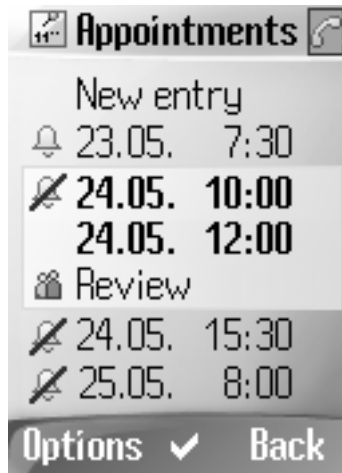 Appointments
New entry
23.05. 7:30
24.05. 10:00
24.05. 12:00
Review
24.05. 15:30
25.05. 8:00
Options Back